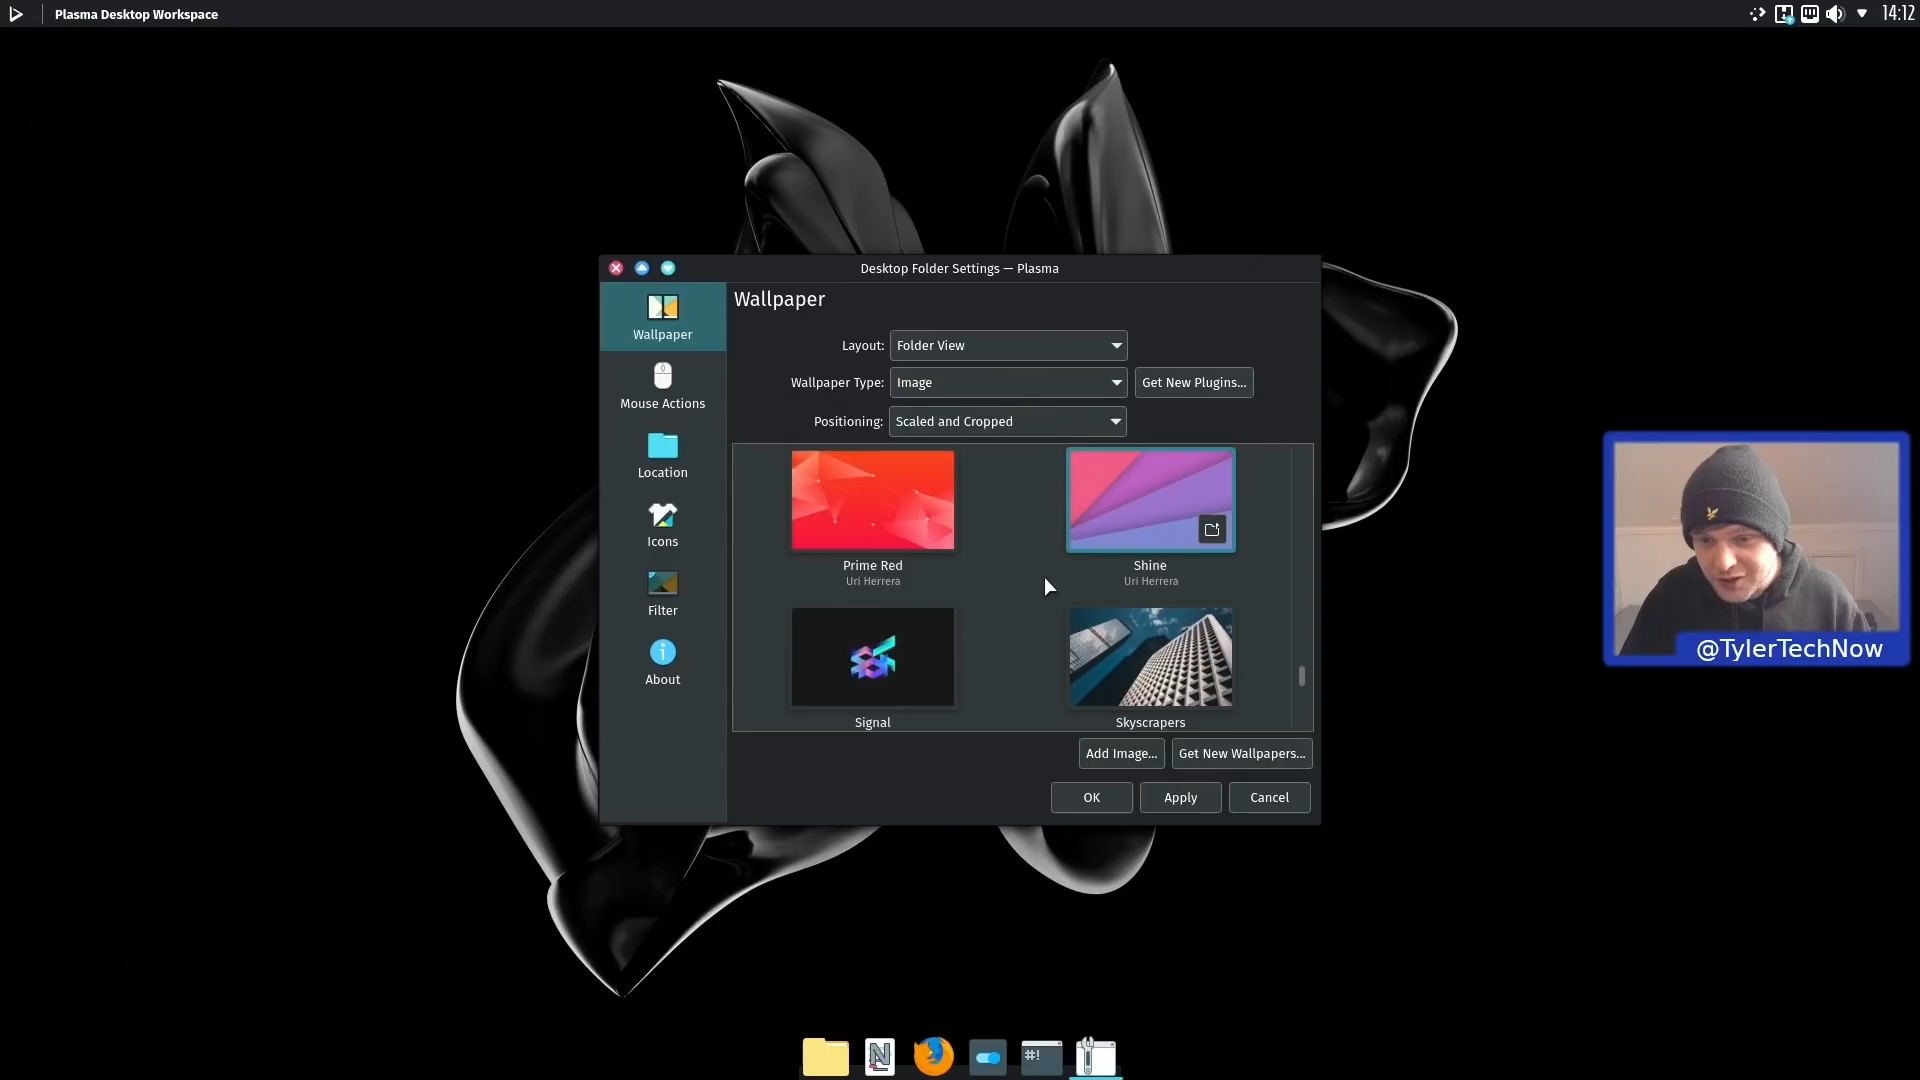 Plasma Desktop Workspace
14:12
Desktop Folder Settings — Plasma
Wallpaper
Mouse Actions
Location
Icons
Filter
About
Wallpaper
Layout: Folder View
Wallpaper Type: Image Get New Plugins...
Positioning: Scaled and Cropped
Prime Red
Uri Herrera
Shine
Uri Herrera
Signal
Skyscrapers
Add Image... Get New Wallpapers...
OK Apply Cancel
@TylerTechNow
#!